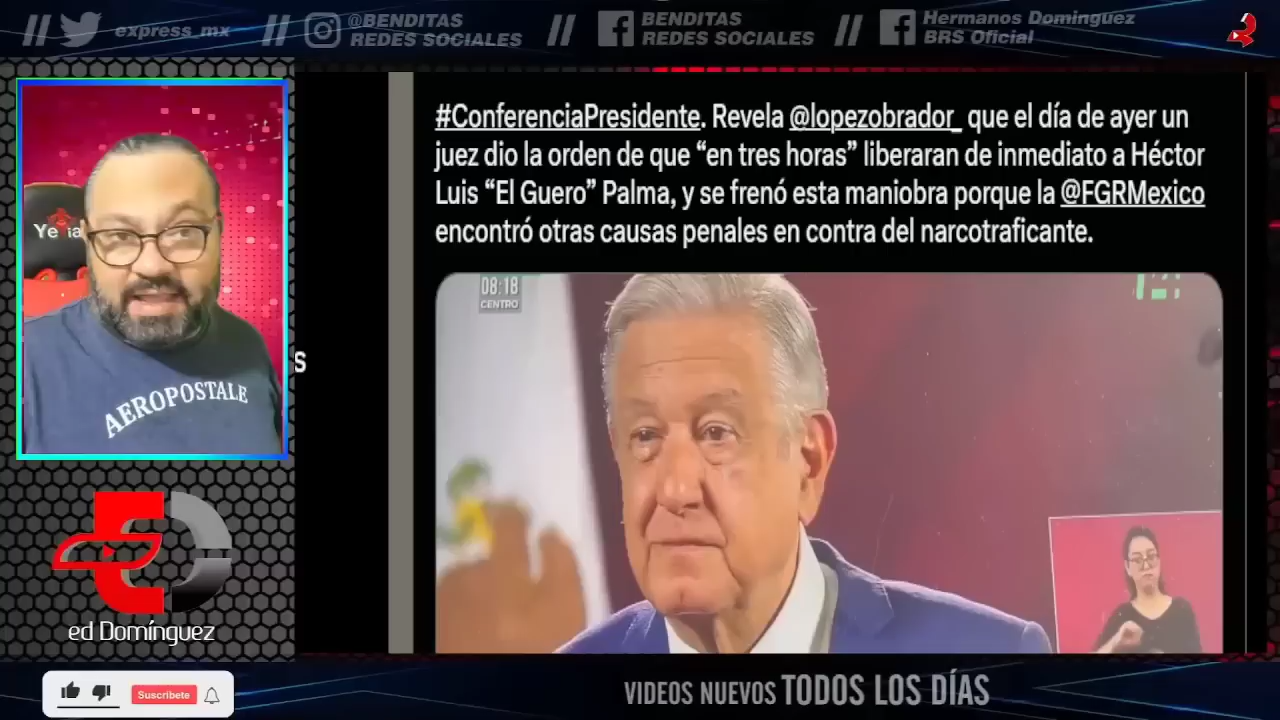 express_mx
@BENDITAS
REDES SOCIALES
BENDITAS
REDES SOCIALES
Hermanos Dominguez
BRS Oficial
#ConferenciaPresidente. Revela @lopezobrador_ que el día de ayer un
juez dio la orden de que “en tres horas” liberaran de inmediato a Héctor
Luis “El Guero” Palma, y se frenó esta maniobra porque la @FGRMexico
encontró otras causas penales en contra del narcotraficante.
08:18
CENTRO
AEROPOSTALE
S
ed Domínguez
Suscríbete
VIDEOS NUEVOS TODOS LOS DÍAS